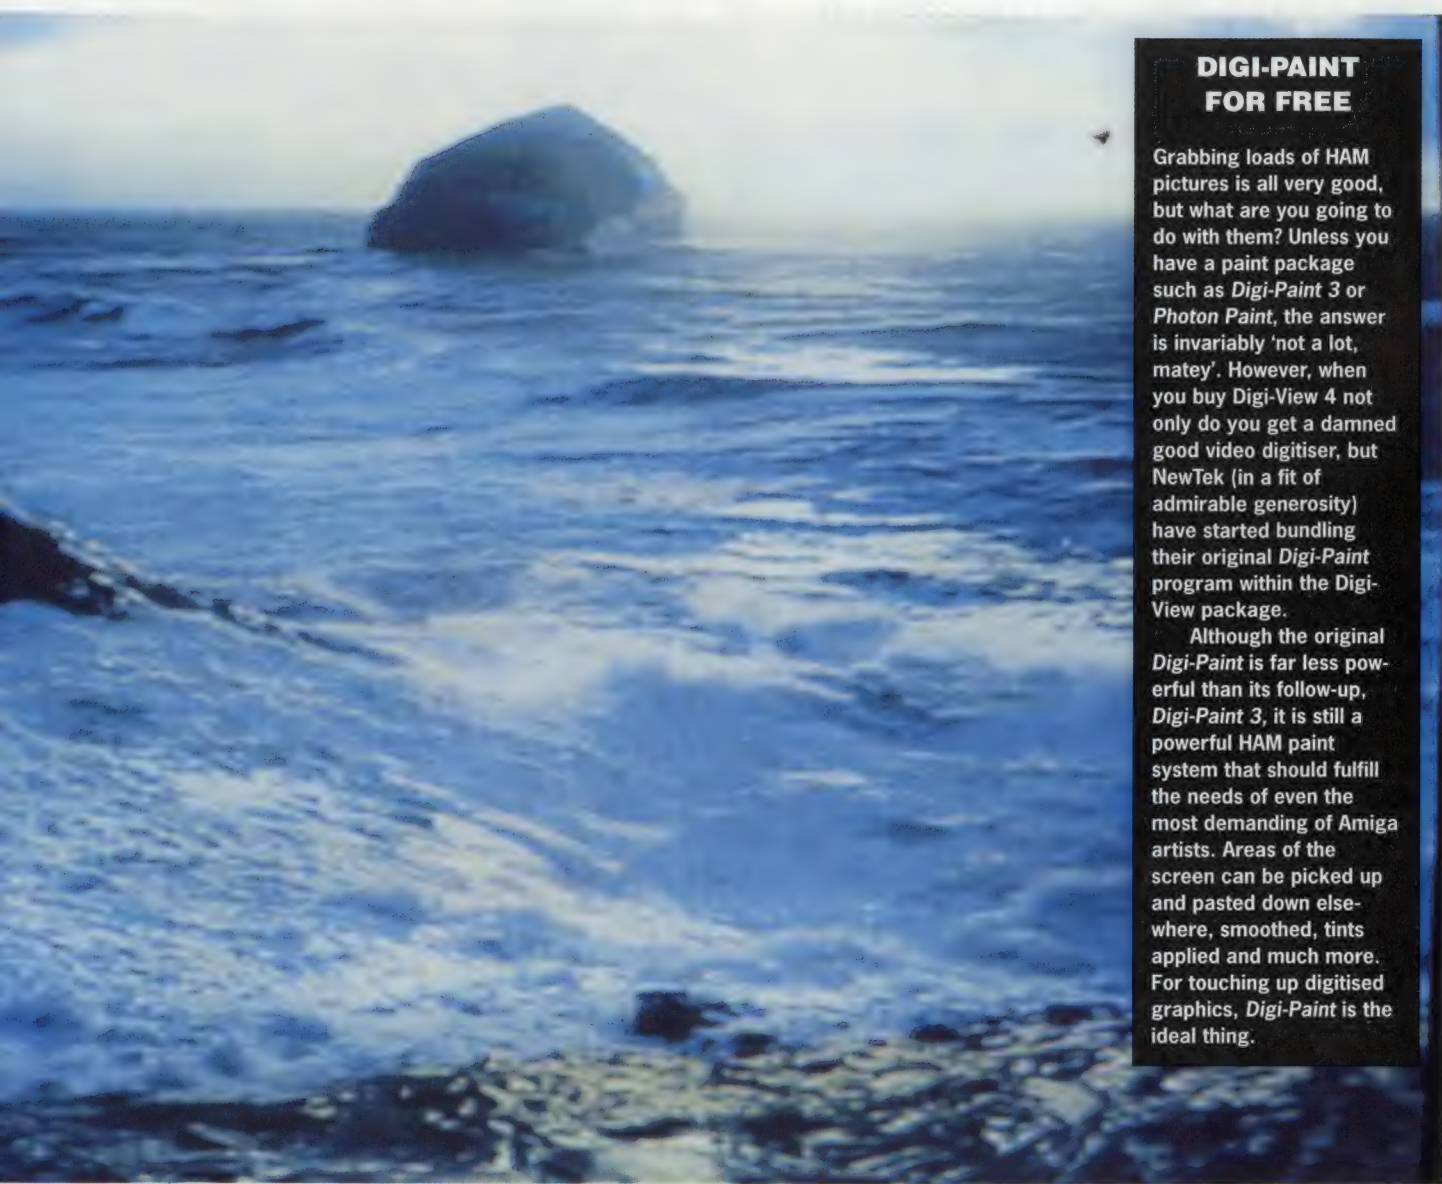 DIGI-PAINT
FOR FREE
Grabbing loads of HAM
pictures is all very good,
but what are you going to
do with them? Unless you
have a paint package
such as Digi-Paint 3 or
Photon Paint, the answer
is invariably ‘not a lot,
matey’. However, when
you buy Digi-View 4 not
only do you get a damned
good video digitiser, but
NewTek (in a fit of
admirable generosity)
have started bundling
their original Digi-Paint
program within the Digi-
View package.
Although the original
Digi-Paint is far less pow-
erful than its follow-up,
Digi-Paint 3, it is still a
powerful HAM paint
system that should fulfill
the needs of even the
most demanding of Amiga
artists. Areas of the
screen can be picked up
and pasted down else-
where, smoothed, tints
applied and much more.
For touching up digitised
graphics, Digi-Paint is the
ideal thing.